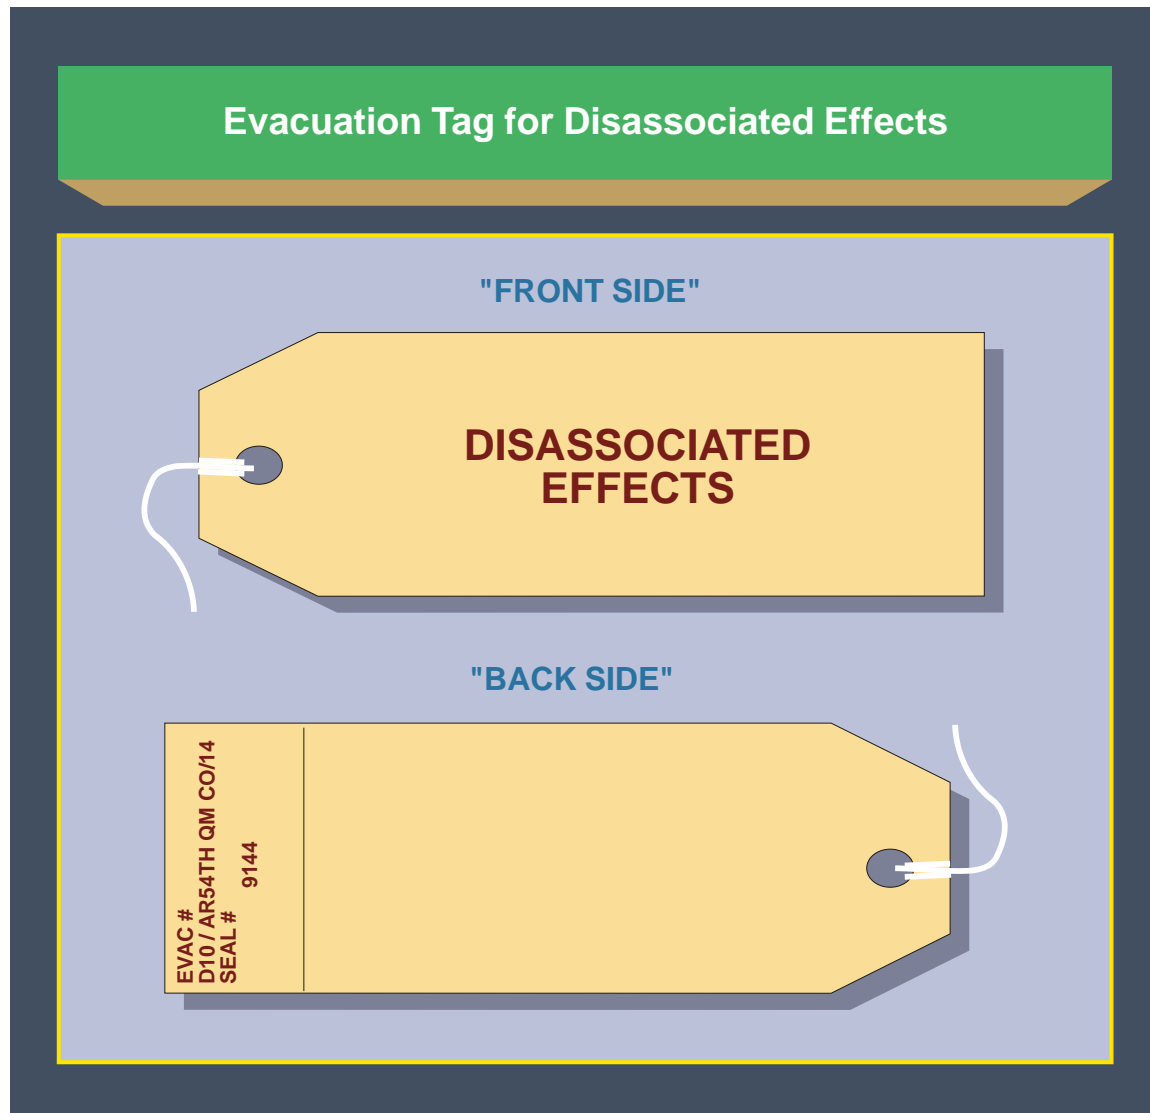 Evacuation Tag for Disassociated Effects
"FRONT SIDE"
DISASSOCIATED
EFFECTS
"BACK SIDE"
EVAC #
D10 / AR54TH QM CO/14
SEAL #
9144